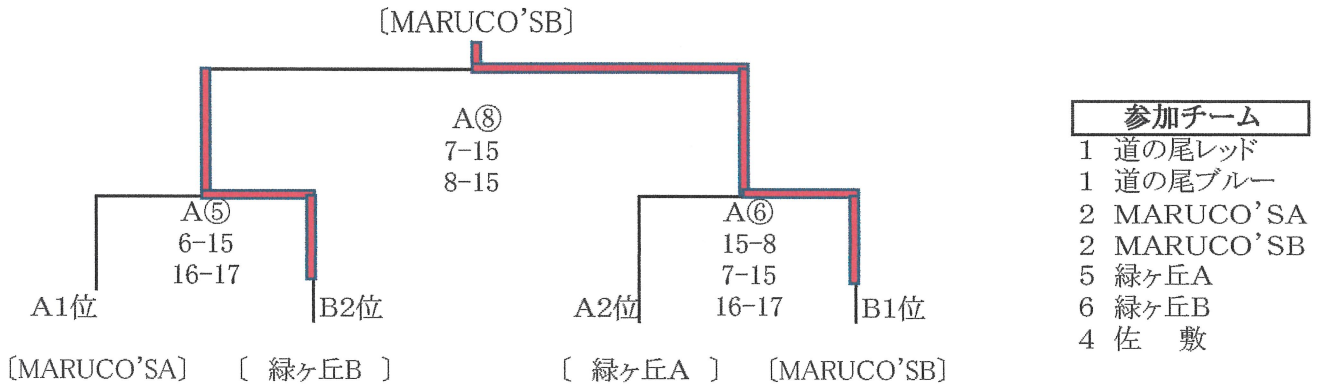 〔MARUCO’SB〕
A⑧
7-15
8-15
A⑤
6-15
16-17
A⑥
15-8
7-15
16-17
A1位
B2位
A2位
B1位
〔MARUCO’SA〕
〔 緑ヶ丘B 〕
〔 緑ヶ丘A 〕
〔MARUCO’SB〕
参加チーム
1 道の尾レッド
1 道の尾ブルー
2 MARUCO’SA
2 MARUCO’SB
5 緑ヶ丘A
6 緑ヶ丘B
4 佐　敷